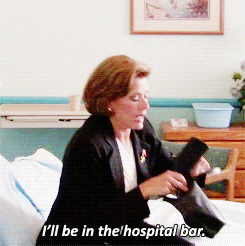 I'll be in the hospital bar.